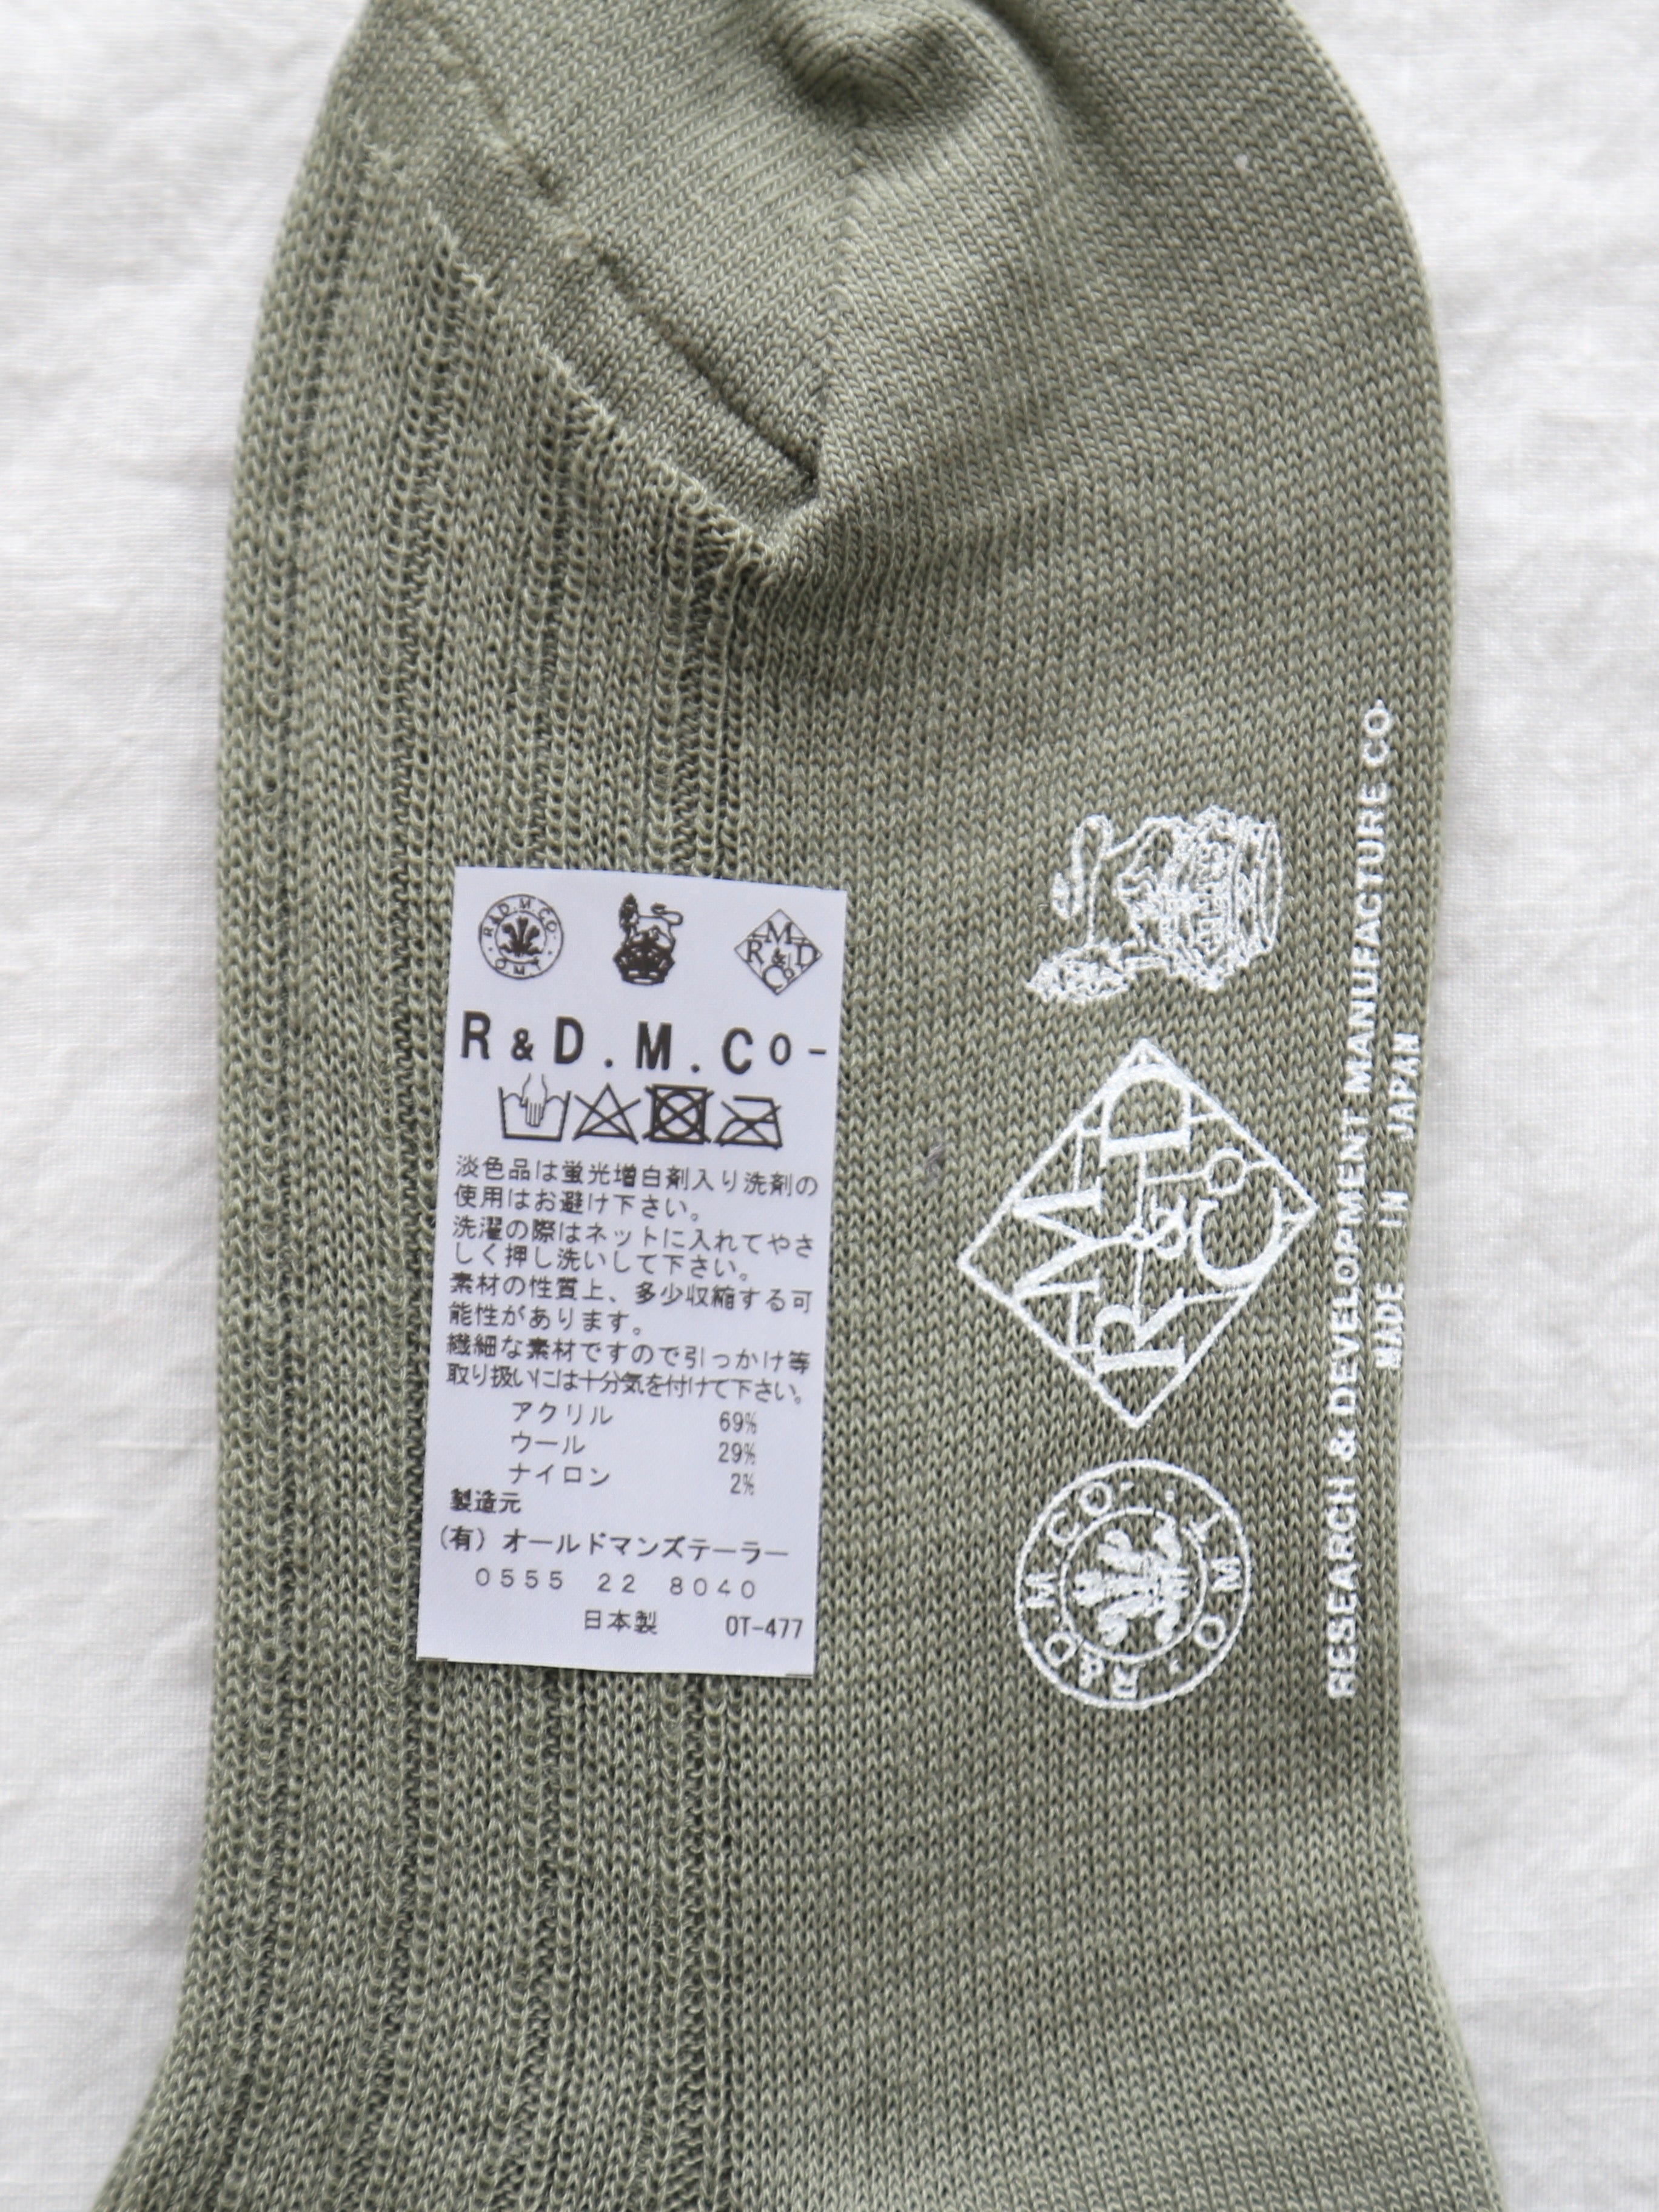 R&D.M.CO-
OMT
M
R & D
Co
R&D.M.Co-
淡色品は蛍光増白剤入り洗剤の
使用はお避け下さい。
洗濯の際はネットに入れてやさ
しく押し洗いして下さい。
素材の性質上、多少収縮する可
能性があります。
繊細な素材ですので引っかけ等
取り扱いには十分気を付けて下さい。
アクリル 69%
ウール 29%
ナイロン 2%
製造元
(有) オールドマンズテーラー
0555 22 8040
日本製 OT-477
R&D.M.CO-
OMT
M
R & D
Co
RESEARCH & DEVELOPMENT MANUFACTURE CO-
MADE IN JAPAN